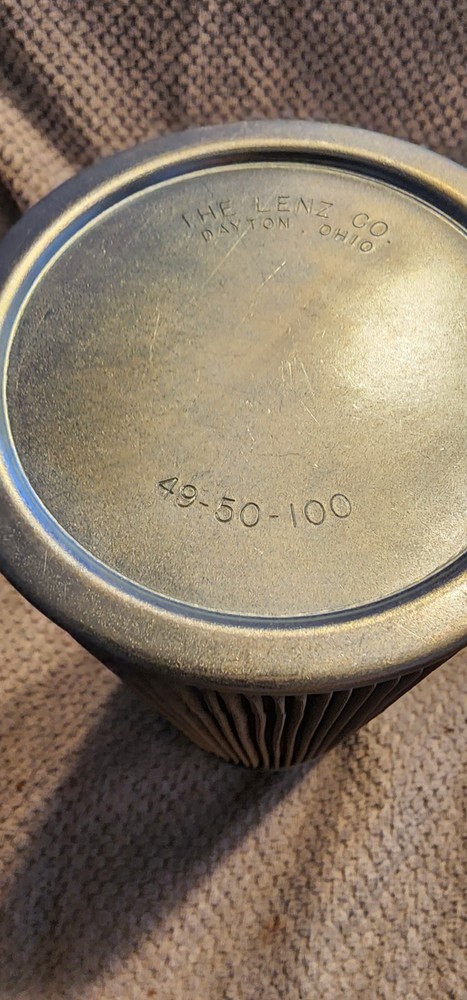 THE LENZ CO.
DAYTON, OHIO
49-50-100